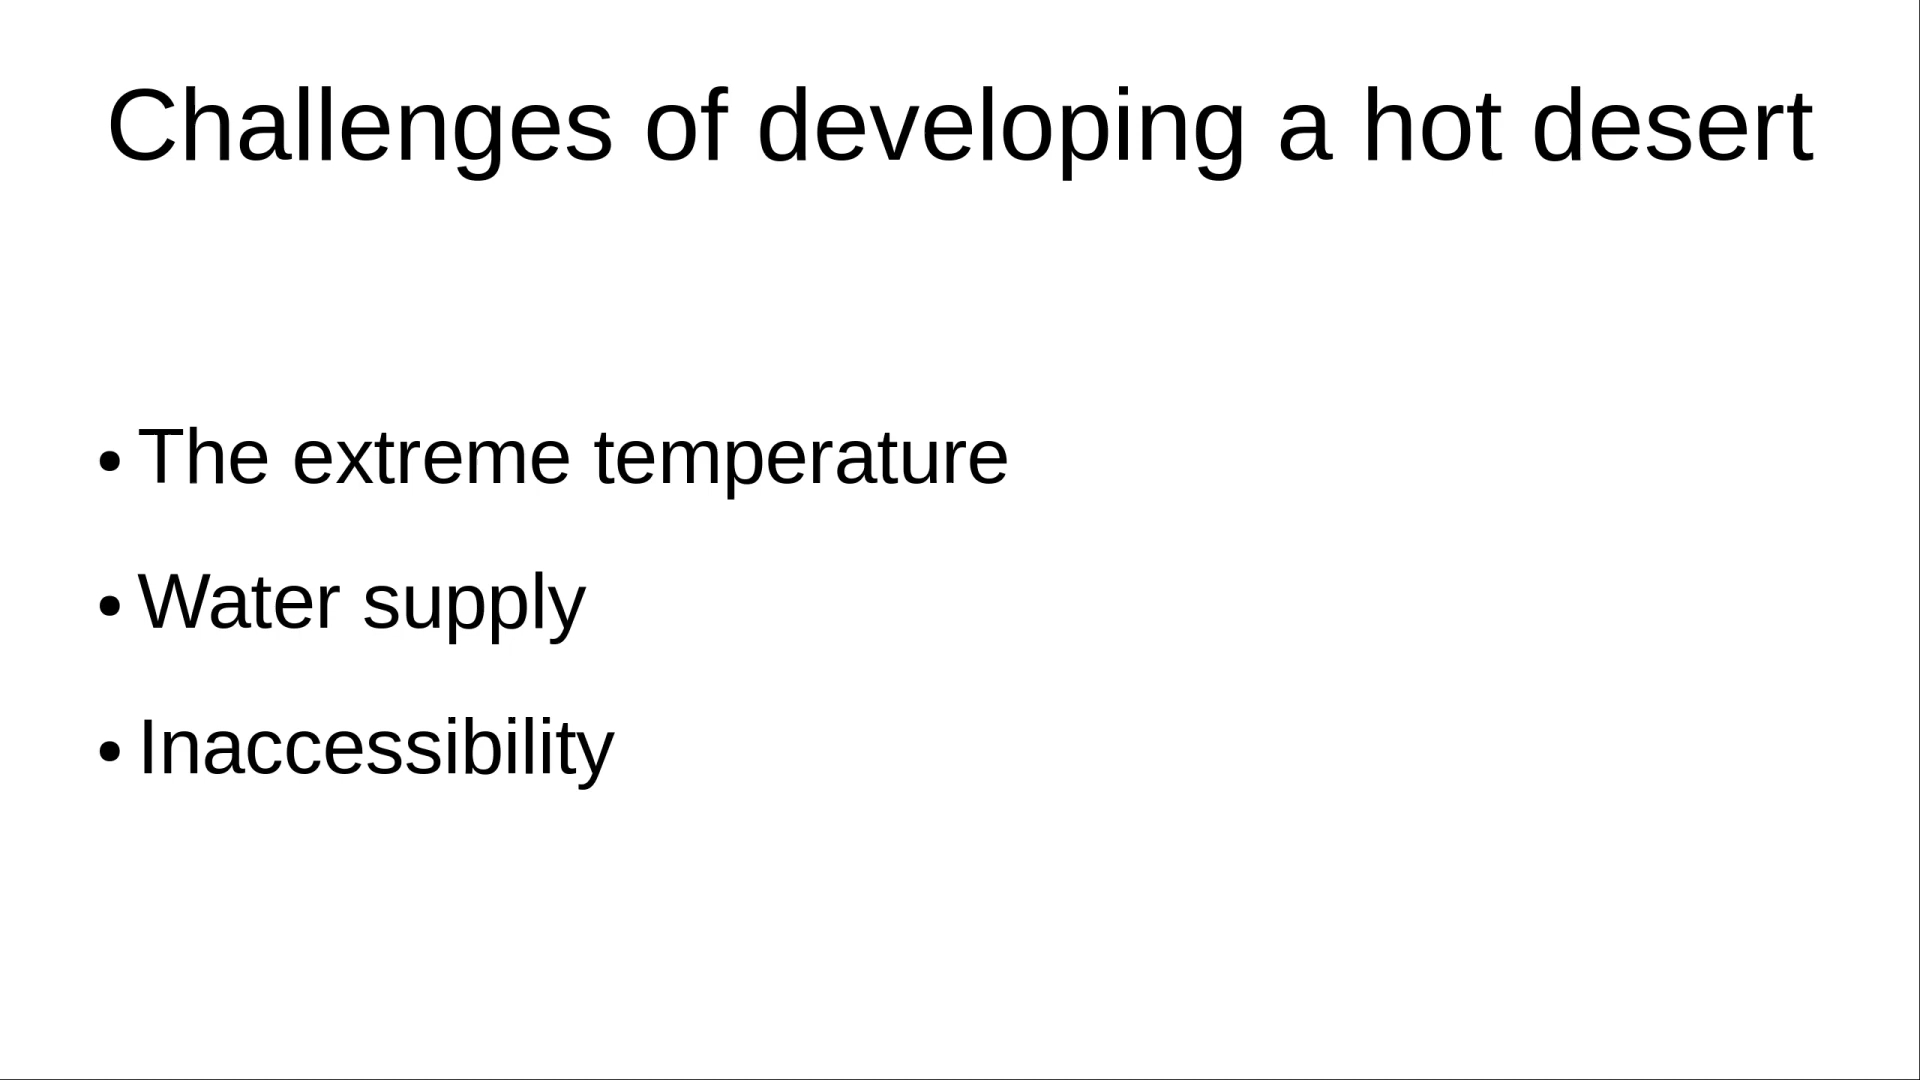 Challenges of developing a hot desert
• The extreme temperature
• Water supply
• Inaccessibility